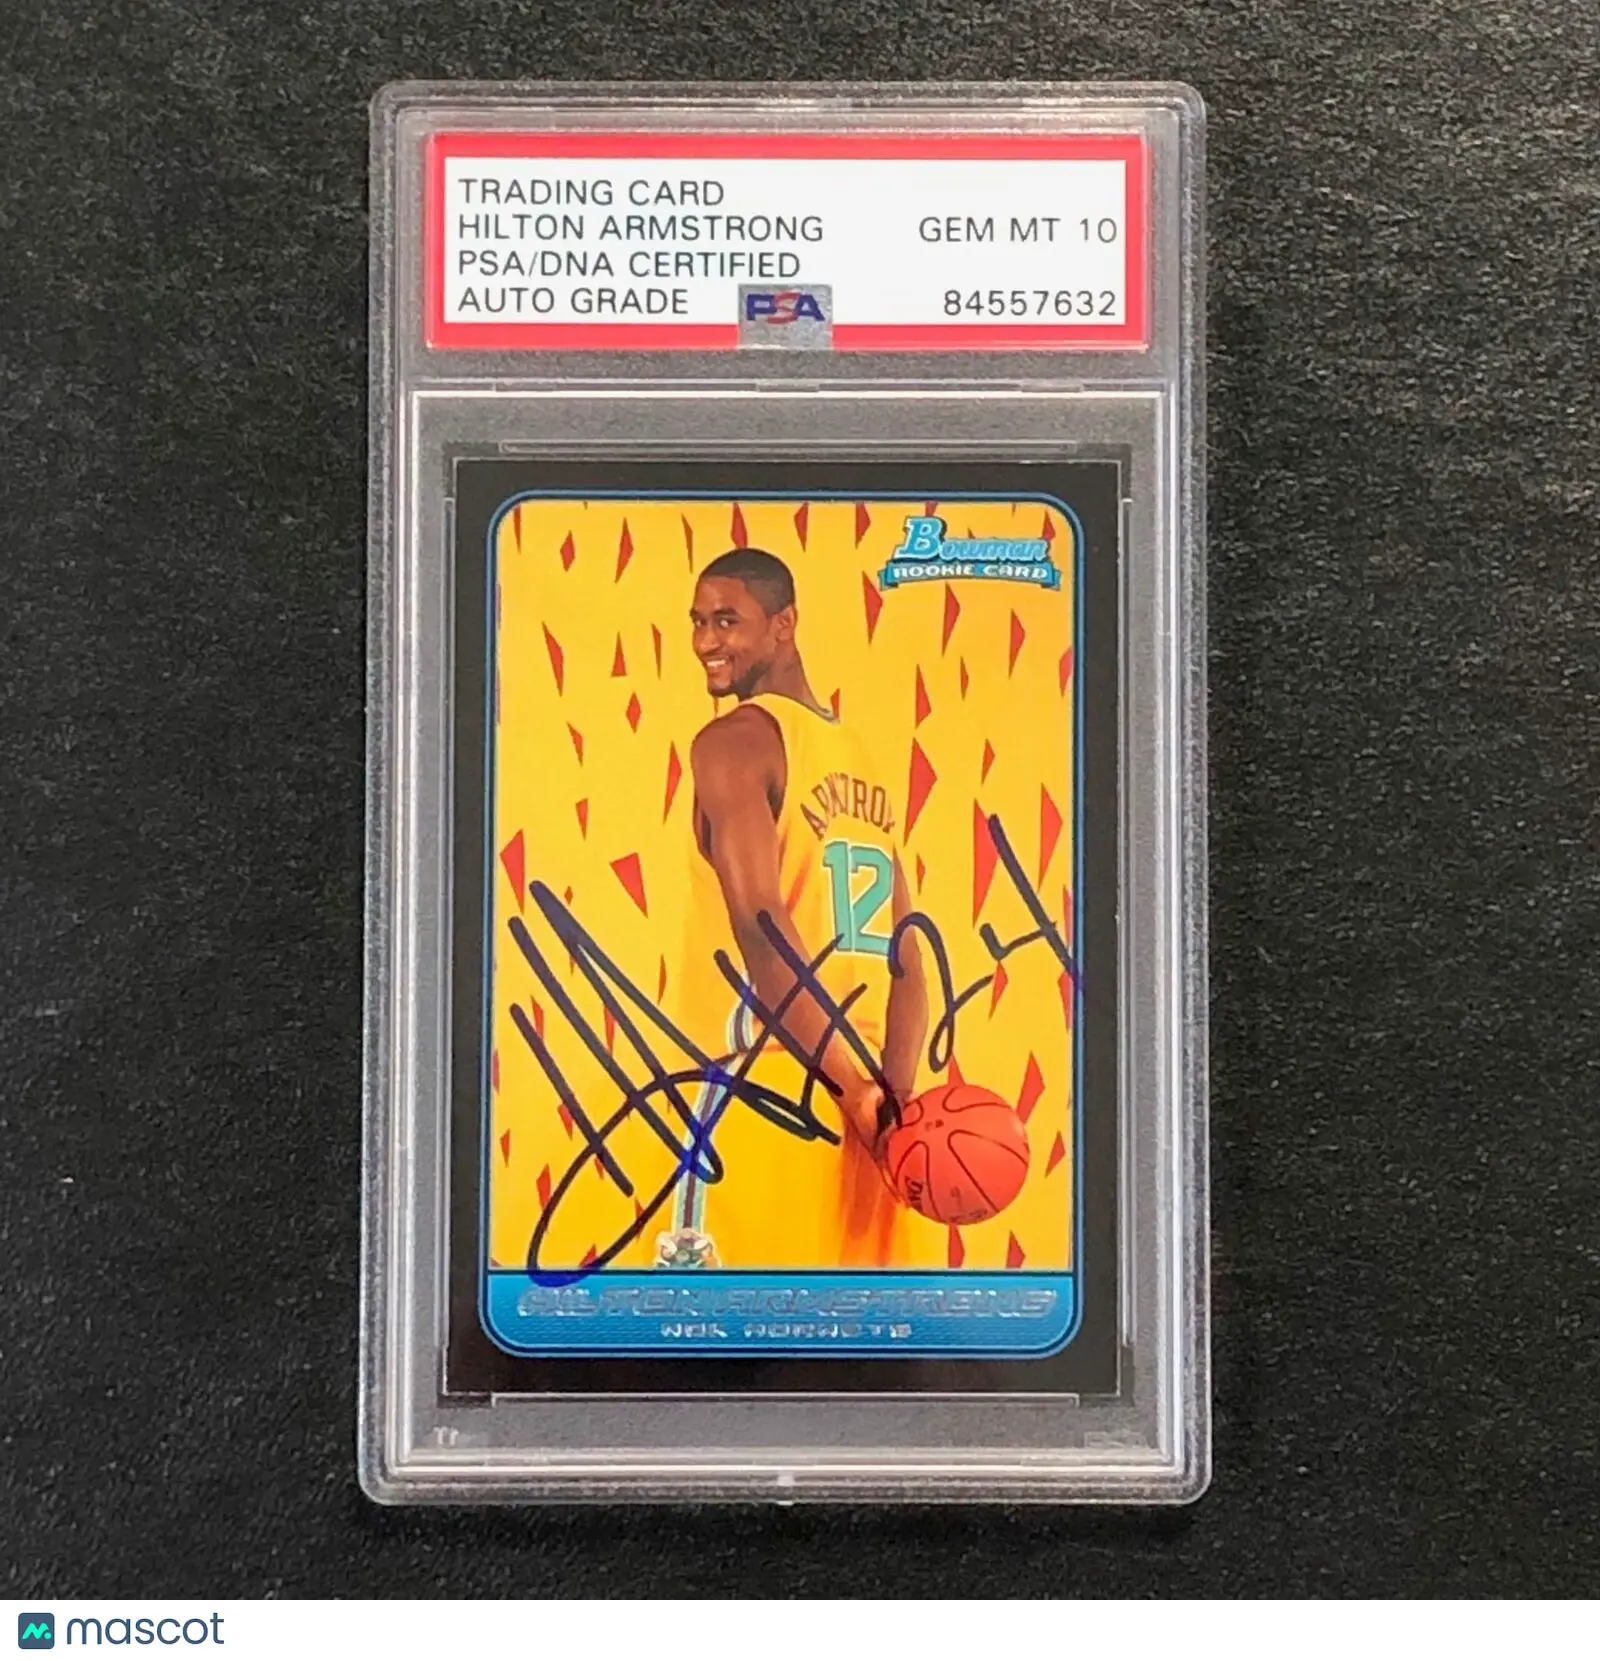 TRADING CARD
HILTON ARMSTRONG GEM MT 10
PSA/DNA CERTIFIED
AUTO GRADE PSA 84557632
Bowman
ROOKIE CARD
12
#24
HILTON ARMSTRONG
NOK HORNETS
mascot